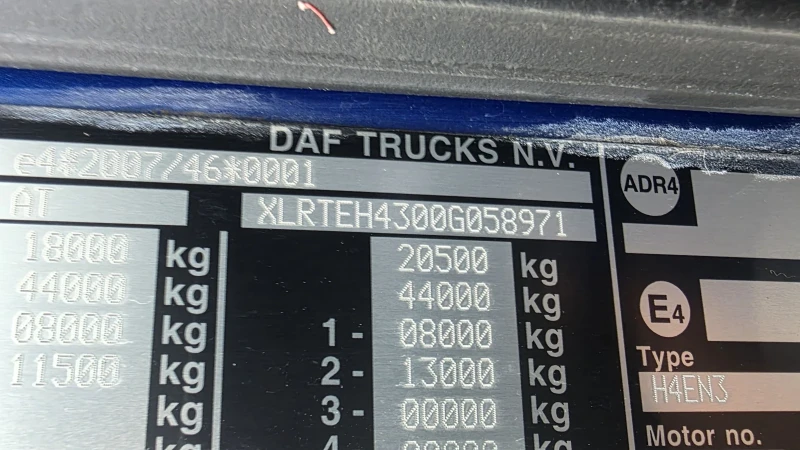 DAF TRUCKS N.V.
e4*2007/46*0001
AT XLRTEH4300G058971
18000 kg 20500 kg
44000 kg 44000 kg
08000 kg 1 - 08000 kg
11500 kg 2 - 13000 kg
kg 3 - 00000 kg
ADR4
E4
Type
H4EN3
Motor no.